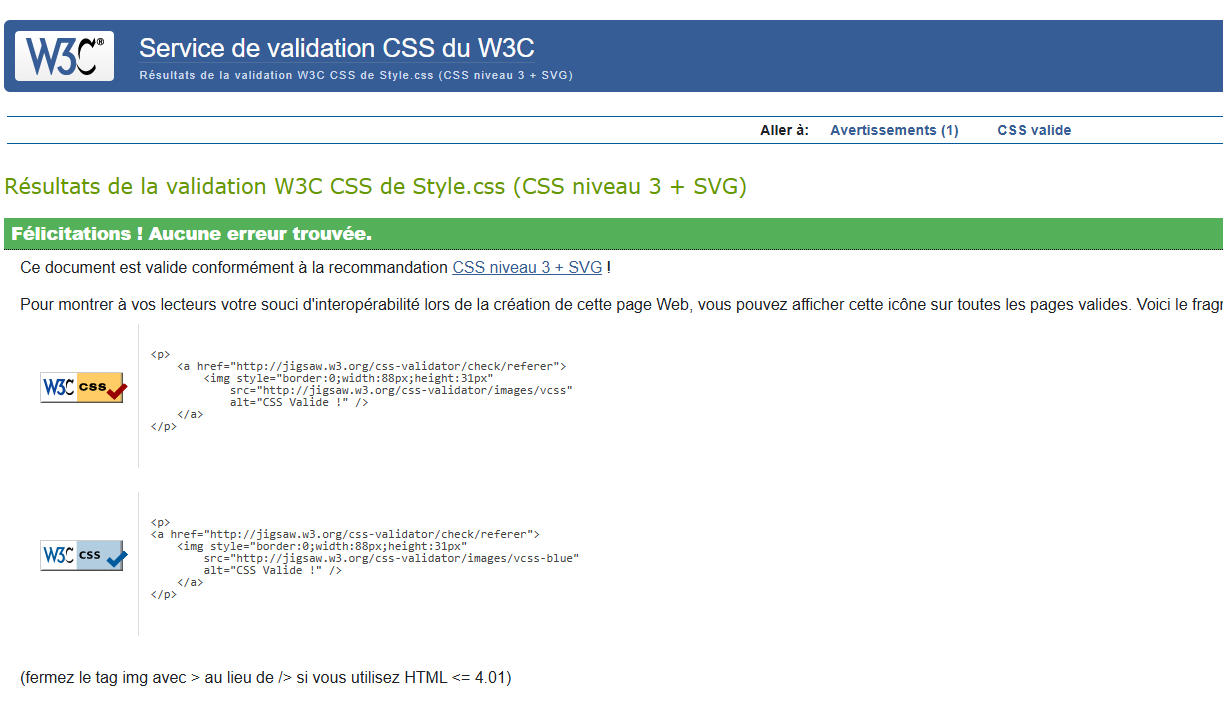 W3C®
Service de validation CSS du W3C
Résultats de la validation W3C CSS de Style.css (CSS niveau 3 + SVG)
Aller à: Avertissements (1) CSS valide
Résultats de la validation W3C CSS de Style.css (CSS niveau 3 + SVG)
Félicitations ! Aucune erreur trouvée.
Ce document est valide conformément à la recommandation CSS niveau 3 + SVG !
Pour montrer à vos lecteurs votre souci d'interopérabilité lors de la création de cette page Web, vous pouvez afficher cette icône sur toutes les pages valides. Voici le
W3C css
<p>
<a href="http://jigsaw.w3.org/css-validator/check/referer">
<img style="border:0;width:88px;height:31px"
src="http://jigsaw.w3.org/css-validator/images/vcss"
alt="CSS Valide !" />
</a>
</p>
W3C css
<p>
<a href="http://jigsaw.w3.org/css-validator/check/referer">
<img style="border:0;width:88px;height:31px"
src="http://jigsaw.w3.org/css-validator/images/vcss-blue"
alt="CSS Valide !" />
</a>
</p>
(fermez le tag img avec > au lieu de /> si vous utilisez HTML <= 4.01)